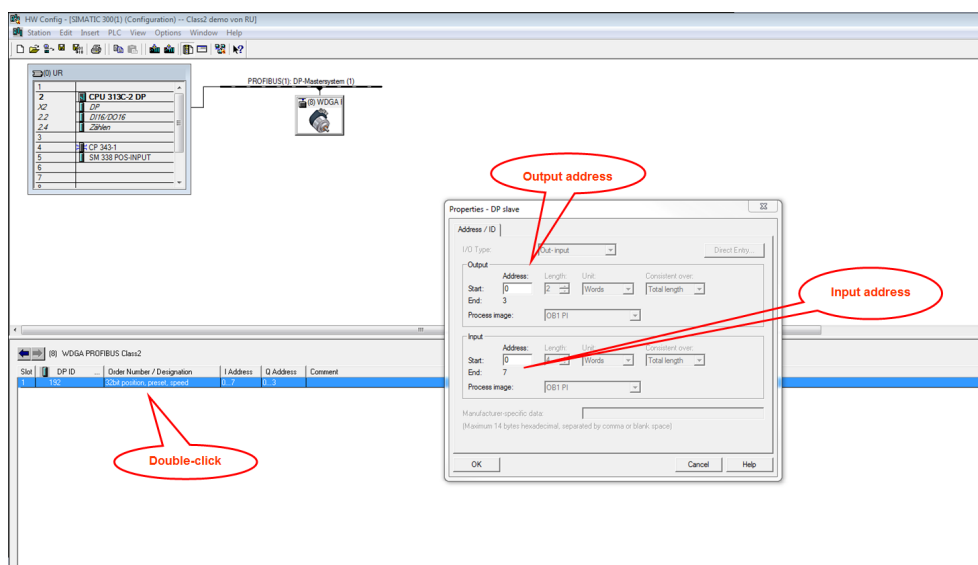 HW Config - [SIMATIC 300(1) (Configuration) -- Class2 demo von RU]
Station Edit Insert PLC View Options Window Help
(0) UR
1
2 CPU 313C-2 DP
X2 DP
2.2 DI16/DO16
2.4 Zählen
3
4 CP 343-1
5 SM 338 POS-INPUT
6
7
PROFIBUS(1): DP-Mastersystem (1)
(8) WDGA
Output address
Properties - DP slave
Address / ID
I/O Type: Out- input Direct Entry...
Output
Address: Length: Unit: Consistent over:
Start: 0 2 Words Total length
End: 3
Process image: OB1 PI
Input address
Input
Address: Length: Unit: Consistent over:
Start: 0 4 Words Total length
End: 7
Process image: OB1 PI
Manufacturer-specific data:
(Maximum 14 bytes hexadecimal, separated by comma or blank space)
OK Cancel Help
(8) WDGA PROFIBUS Class2
Slot DP ID ... Order Number / Designation I Address Q Address Comment
1 192 32bit position, preset, speed 0...7 0...3
Double-click